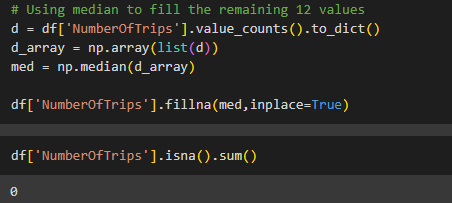 # Using median to fill the remaining 12 values
d = df['NumberOfTrips'].value_counts().to_dict()
d_array = np.array(list(d))
med = np.median(d_array)
df['NumberOfTrips'].fillna(med,inplace=True)
df['NumberOfTrips'].isna().sum()
0